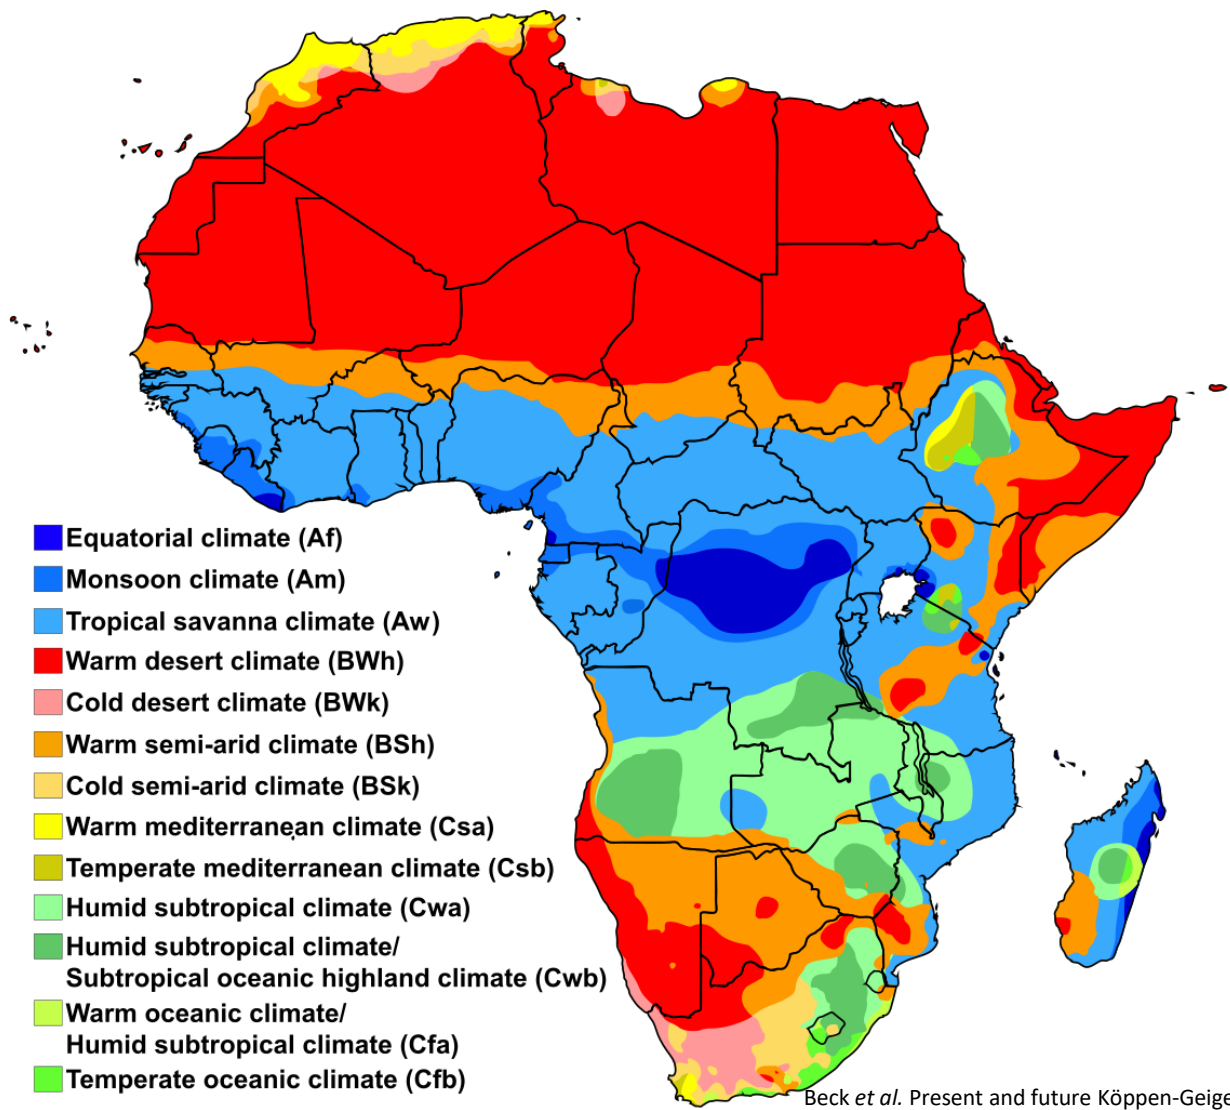 Equatorial climate (Af)
Monsoon climate (Am)
Tropical savanna climate (Aw)
Warm desert climate (BWh)
Cold desert climate (BWk)
Warm semi-arid climate (BSh)
Cold semi-arid climate (BSk)
Warm mediterranean climate (Csa)
Temperate mediterranean climate (Csb)
Humid subtropical climate (Cwa)
Humid subtropical climate/
Subtropical oceanic highland climate (Cwb)
Warm oceanic climate/
Humid subtropical climate (Cfa)
Temperate oceanic climate (Cfb)
Beck et al. Present and future Köppen-Geige